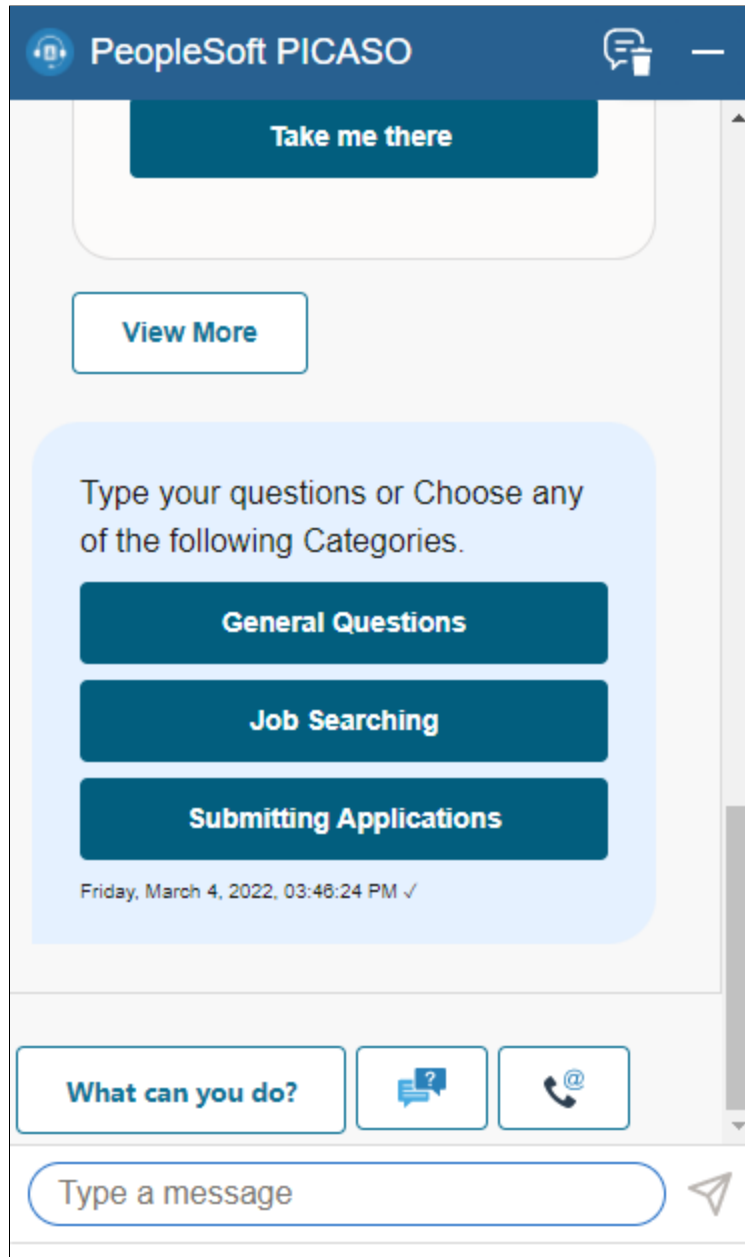 PeopleSoft PICASO
Take me there
View More
Type your questions or Choose any
of the following Categories.
General Questions
Job Searching
Submitting Applications
Friday, March 4, 2022, 03:46:24 PM ✓
What can you do?
?
@
Type a message